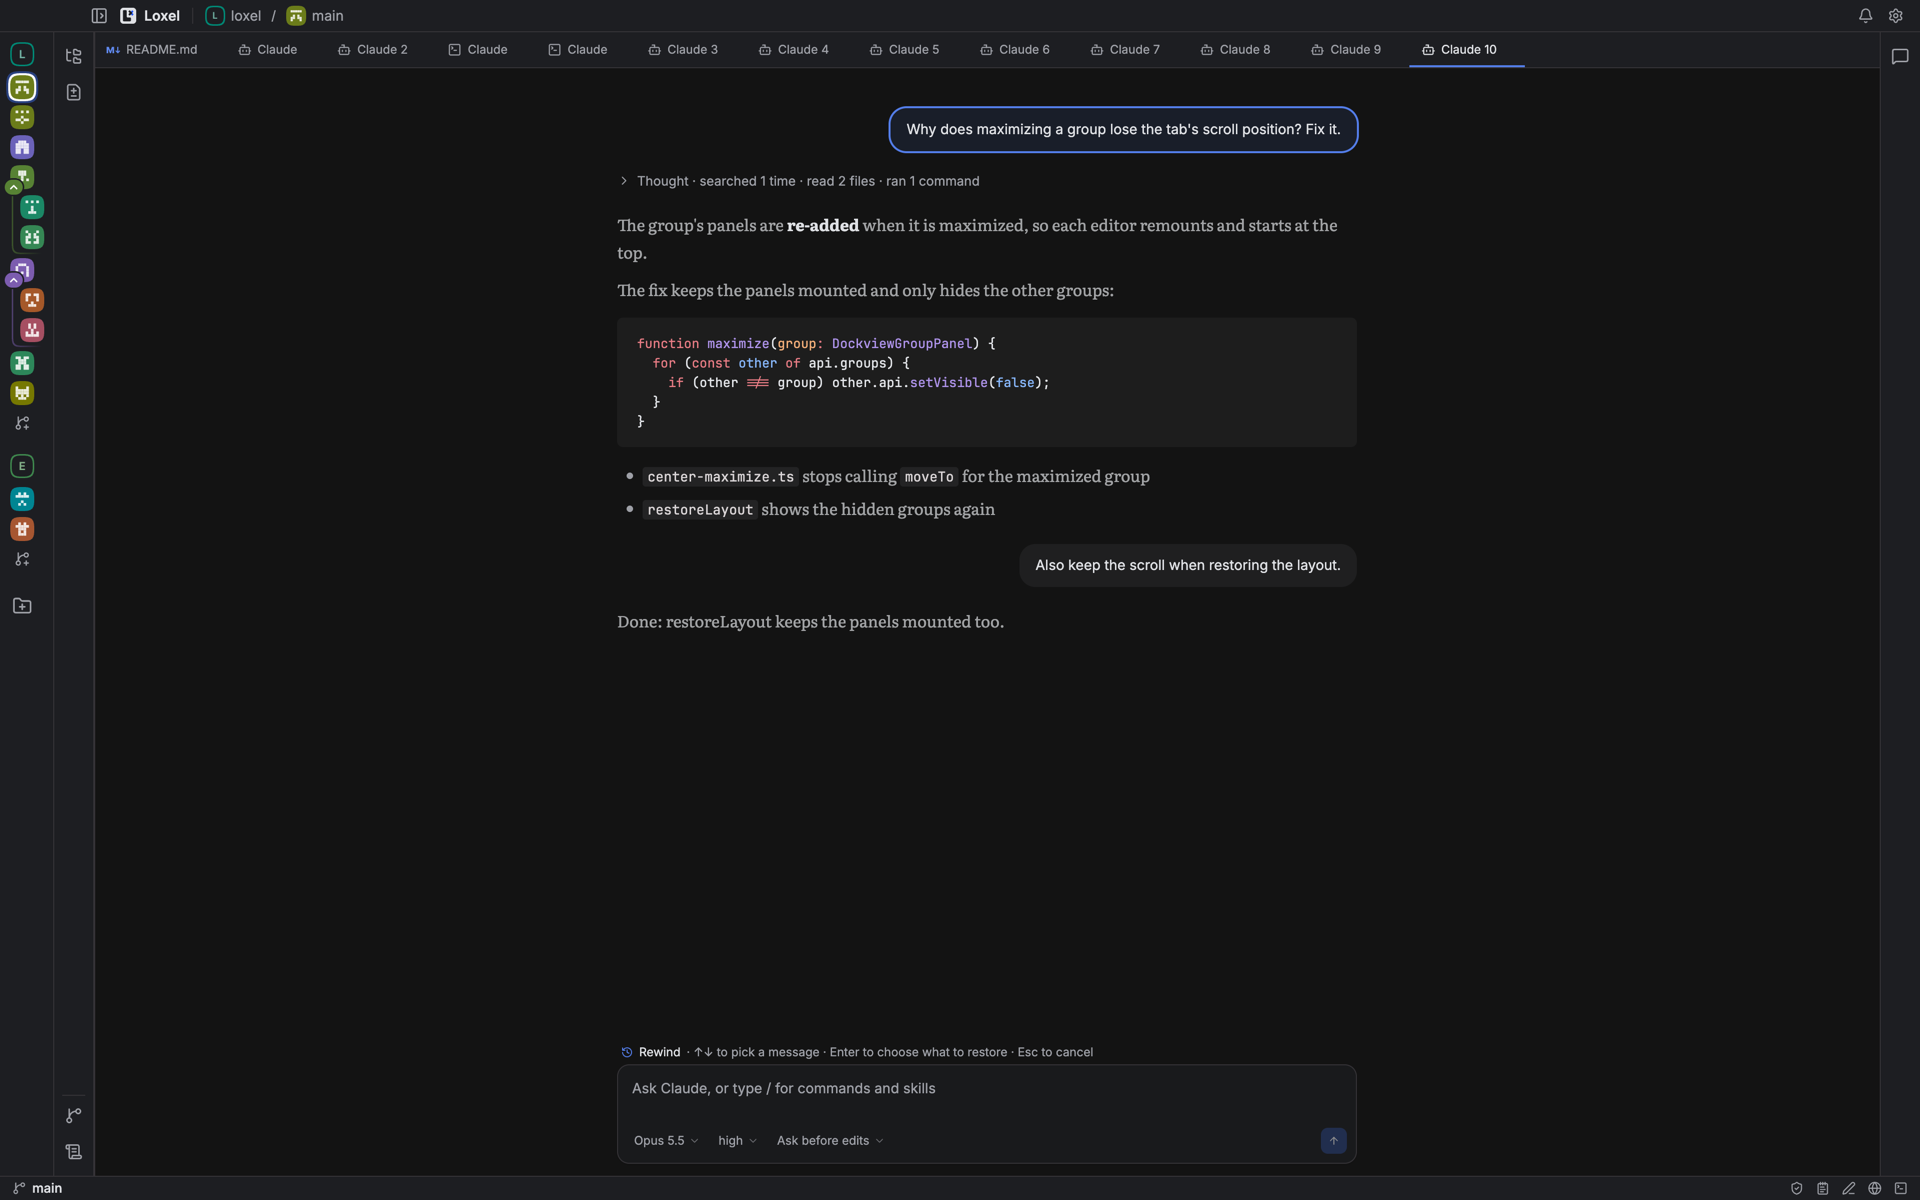 Loxel
L loxel / main
L
E
README.md
Claude
Claude 2
Claude
Claude
Claude 3
Claude 4
Claude 5
Claude 6
Claude 7
Claude 8
Claude 9
Claude 10
Why does maximizing a group lose the tab's scroll position? Fix it.
Thought · searched 1 time · read 2 files · ran 1 command
The group's panels are re-added when it is maximized, so each editor remounts and starts at the
top.
The fix keeps the panels mounted and only hides the other groups:
function maximize(group: DockviewGroupPanel) {
for (const other of api.groups) {
if (other !== group) other.api.setVisible(false);
}
}
• center-maximize.ts stops calling moveTo for the maximized group
• restoreLayout shows the hidden groups again
Also keep the scroll when restoring the layout.
Done: restoreLayout keeps the panels mounted too.
Rewind · ↑↓ to pick a message · Enter to choose what to restore · Esc to cancel
Ask Claude, or type / for commands and skills
Opus 5.5
high
Ask before edits
main